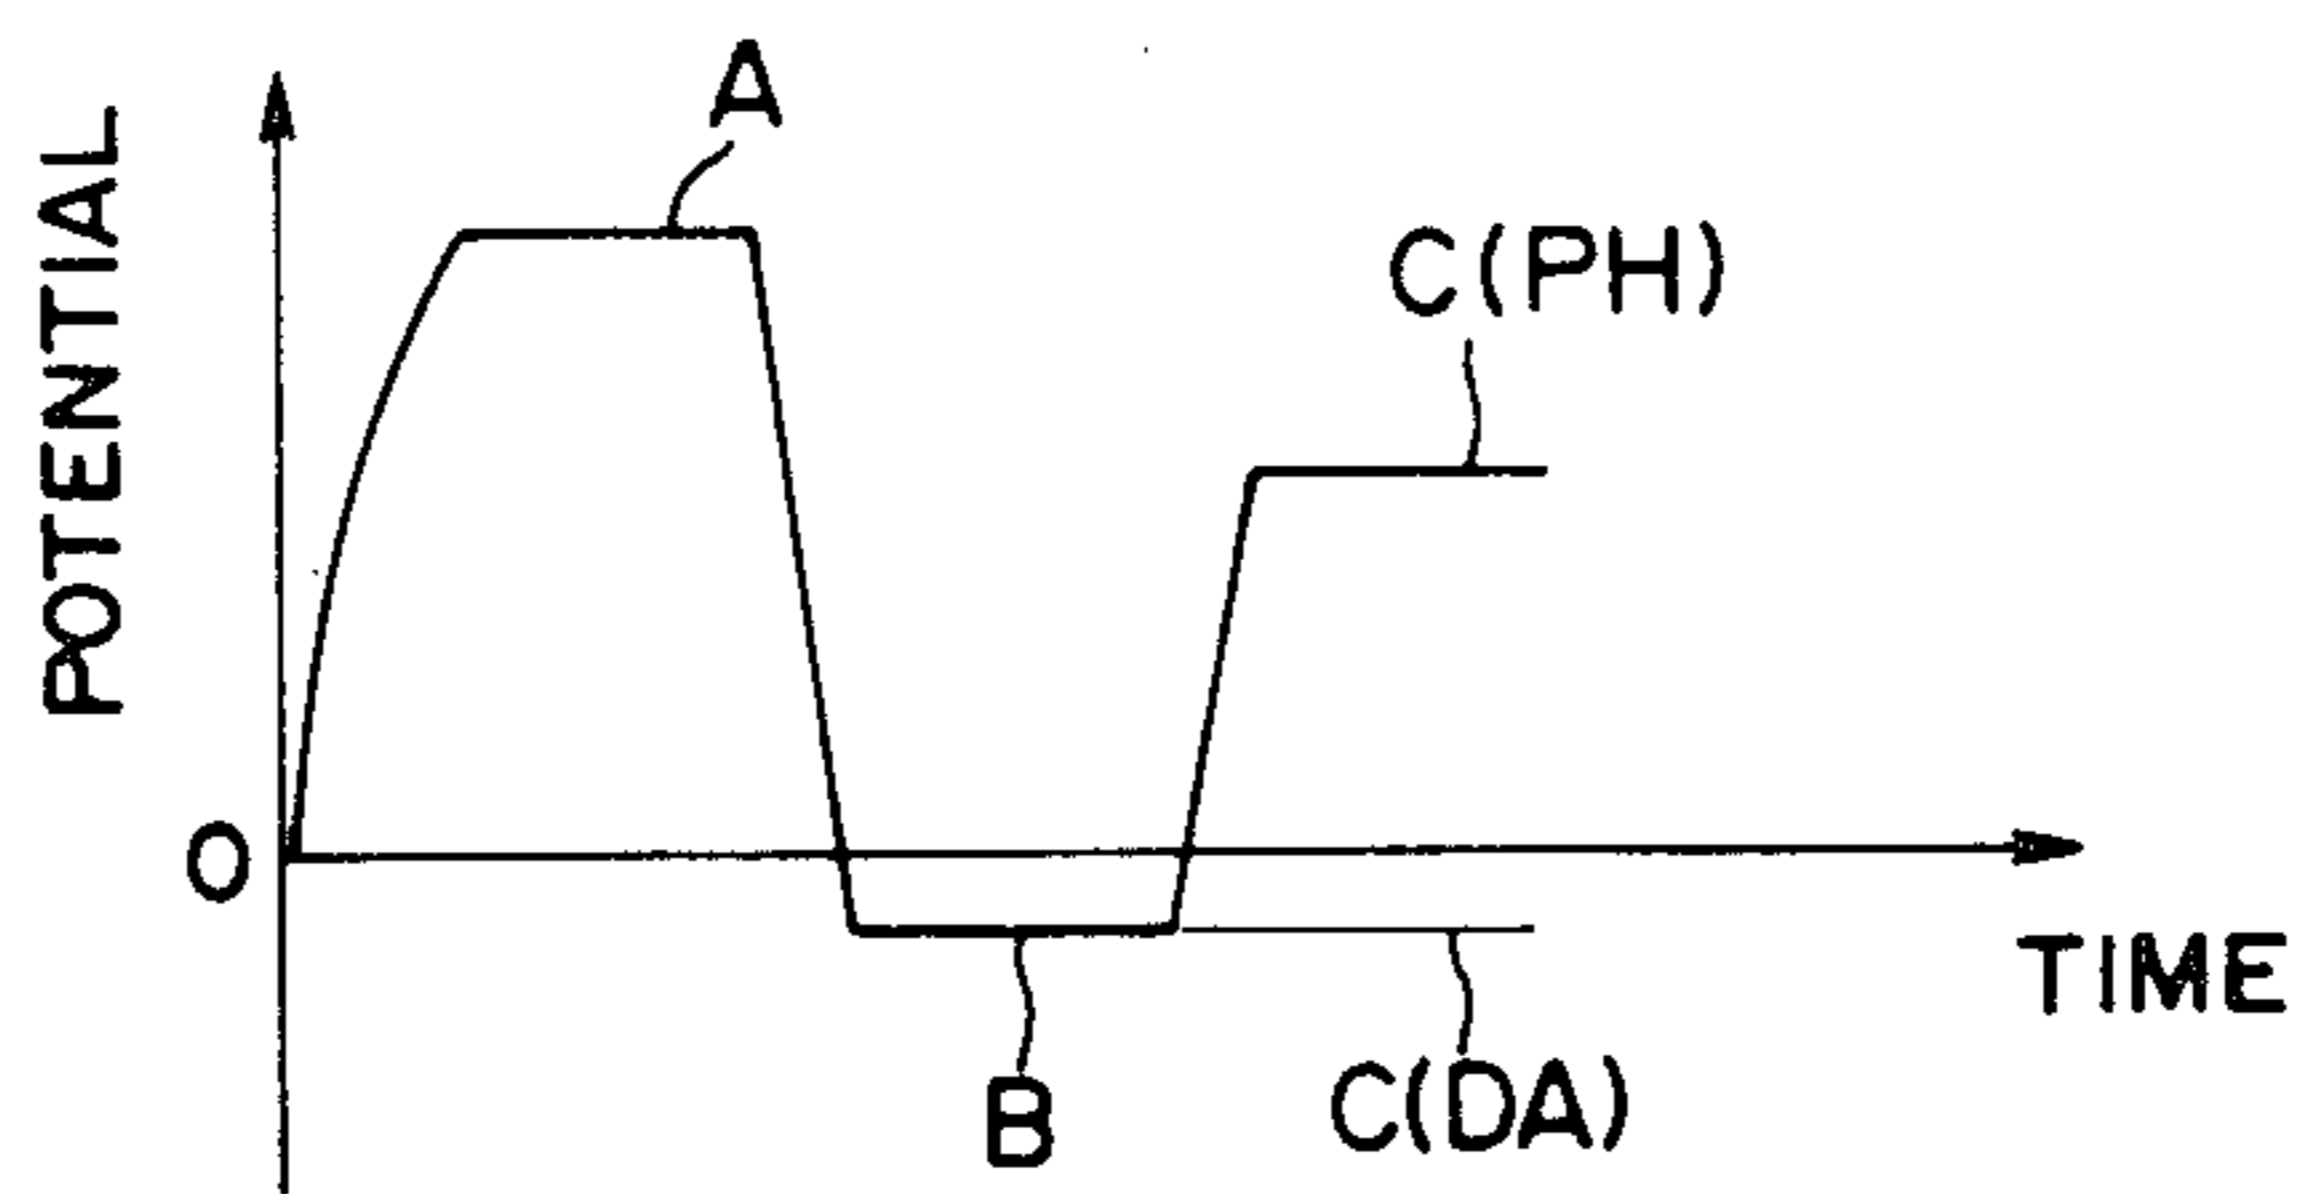 POTENTIAL
A
C(PH)
O
TIME
B
C(DA)